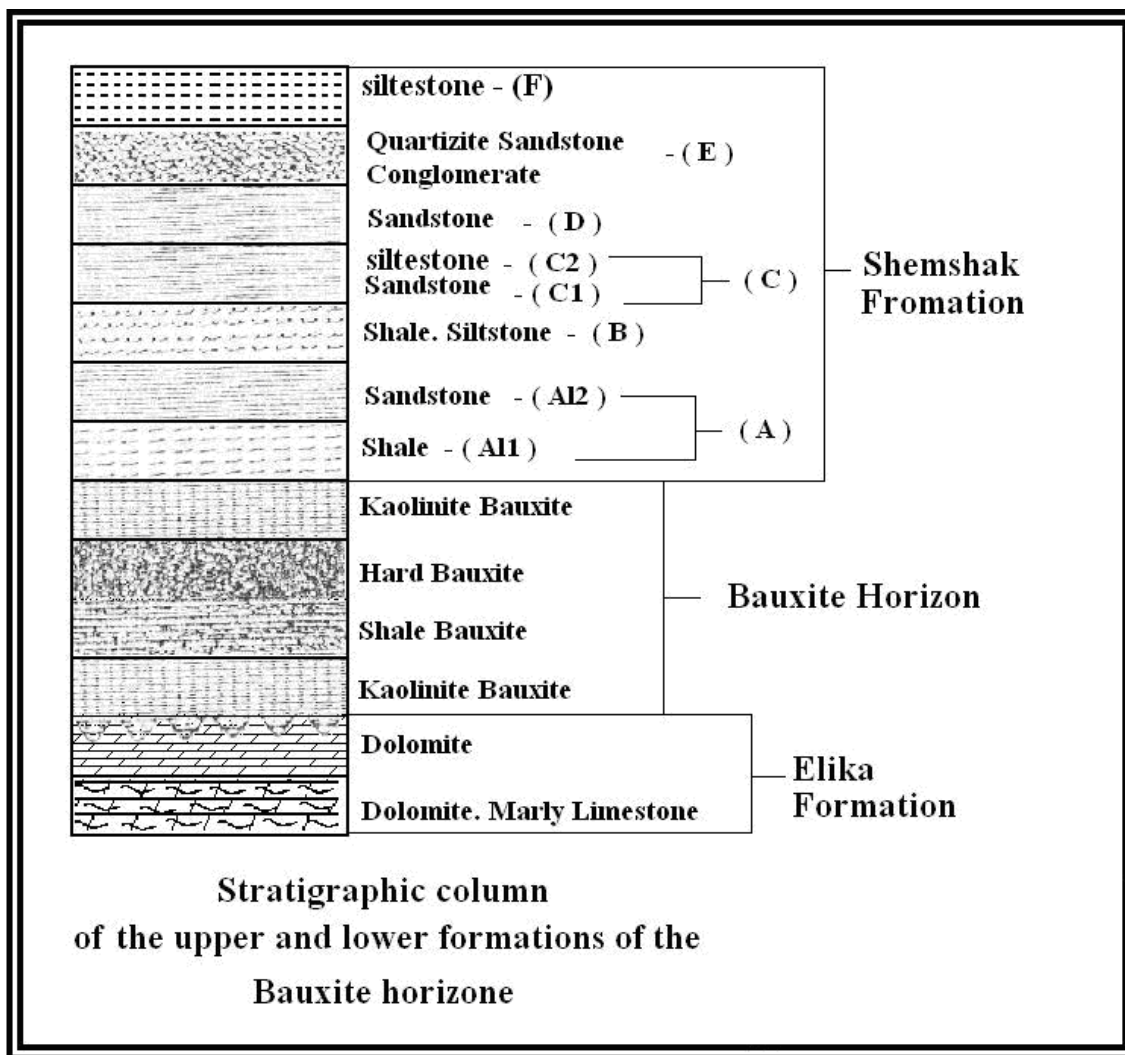 siltestone - (F)
Quartizite Sandstone - ( E )
Conglomerate
Sandstone - ( D )
siltestone - ( C2 )
Sandstone - ( C1 )
( C )
Shale. Siltstone - ( B )
Sandstone - ( Al2 )
Shale - ( Al1 )
( A )
Shemshak
Fromation
Kaolinite Bauxite
Hard Bauxite
Shale Bauxite
Kaolinite Bauxite
Bauxite Horizon
Dolomite
Dolomite. Marly Limestone
Elika
Formation
Stratigraphic column
of the upper and lower formations of the
Bauxite horizone